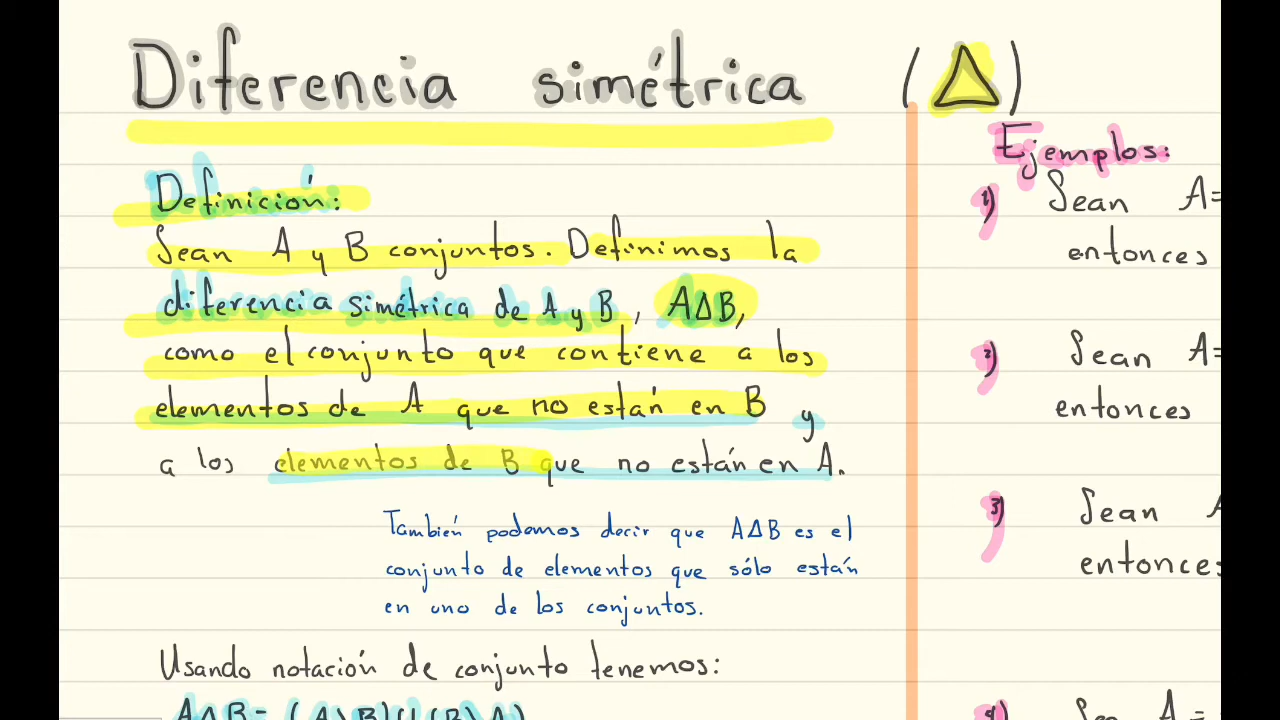 Diferencia simétrica (Δ)
Definición:
Sean A y B conjuntos. Definimos la
diferencia simétrica de A y B, AΔB,
como el conjunto que contiene a los
elementos de A que no están en B y
a los elementos de B que no están en A.
También podemos decir que AΔB es el
conjunto de elementos que sólo están
en uno de los conjuntos.
Usando notación de conjunto tenemos:
AΔB = (A\B)∪(B\A)
Ejemplos:
1) Sean A=
entonces
2) Sean A=
entonces
3) Sean A
entonces
4) Sean A =